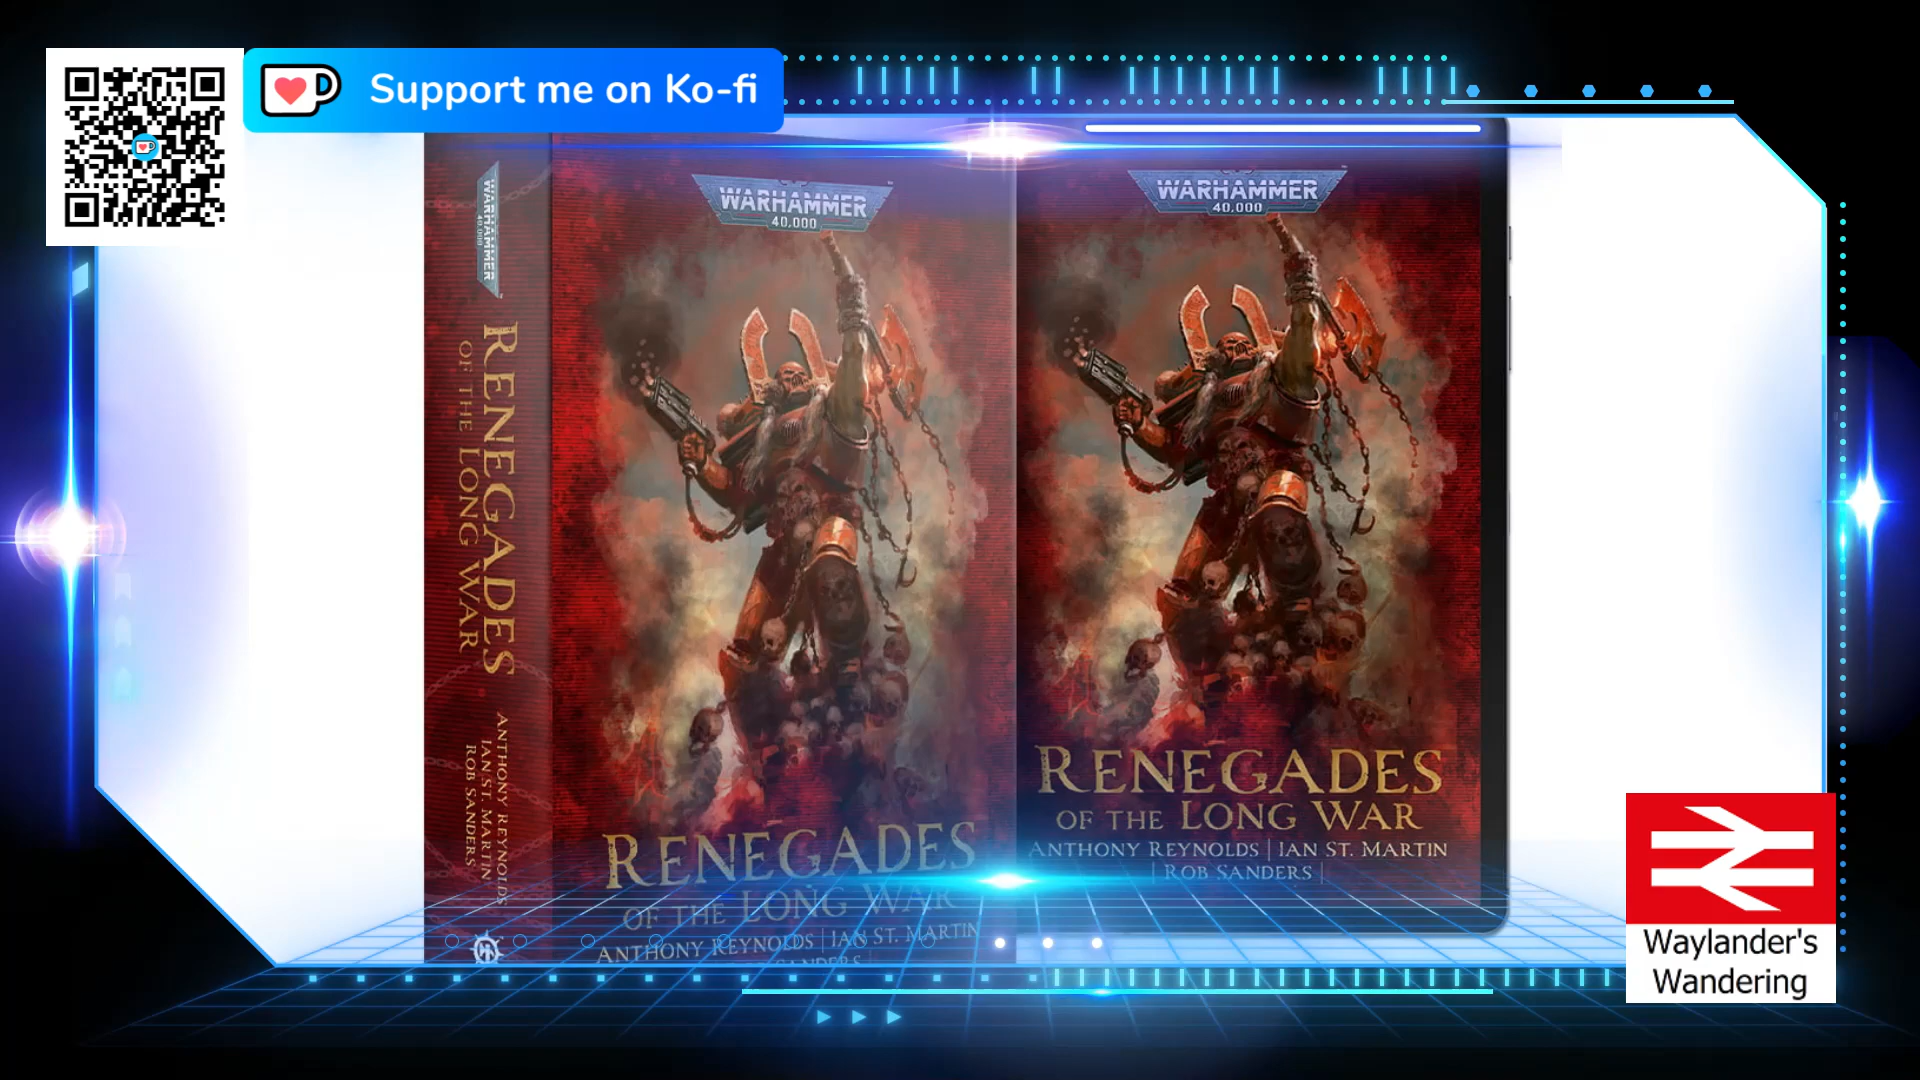 Support me on Ko-fi
WARHAMMER
40,000
RENEGADES
OF THE LONG WAR
ANTHONY REYNOLDS
IAN ST. MARTIN
ROB SANDERS
WARHAMMER
40,000
RENEGADES
OF THE LONG WAR
ANTHONY REYNOLDS | IAN ST. MARTIN
SANDERS |
WARHAMMER
40,000
RENEGADES
OF THE LONG WAR
ANTHONY REYNOLDS | IAN ST. MARTIN
| ROB SANDERS |
Waylander's
Wandering